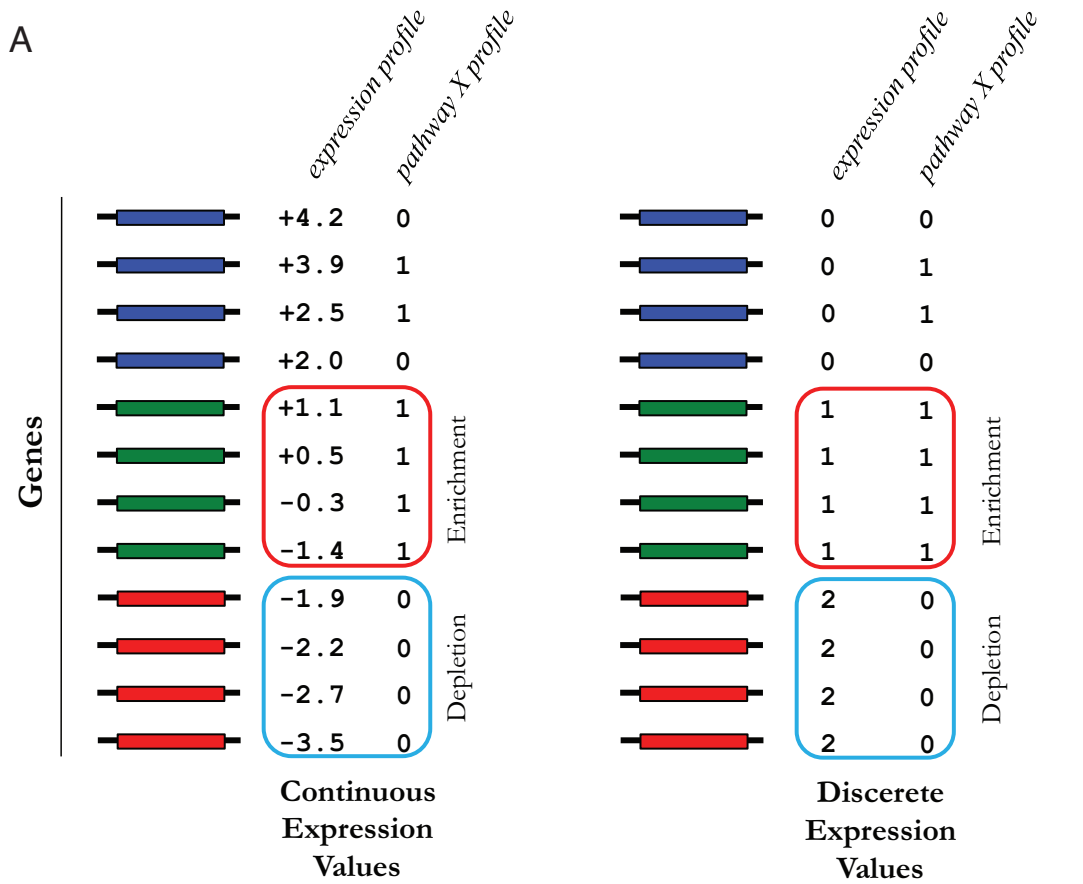 A
expression profile
pathway X profile
expression profile
pathway X profile
Genes
+4.2 0 0 0
+3.9 1 0 1
+2.5 1 0 1
+2.0 0 0 0
+1.1 1 1 1
+0.5 1 1 1
-0.3 1 1 1
-1.4 1 1 1
Enrichment
Enrichment
-1.9 0 2 0
-2.2 0 2 0
-2.7 0 2 0
-3.5 0 2 0
Depletion
Depletion
Continuous
Expression
Values
Discerete
Expression
Values